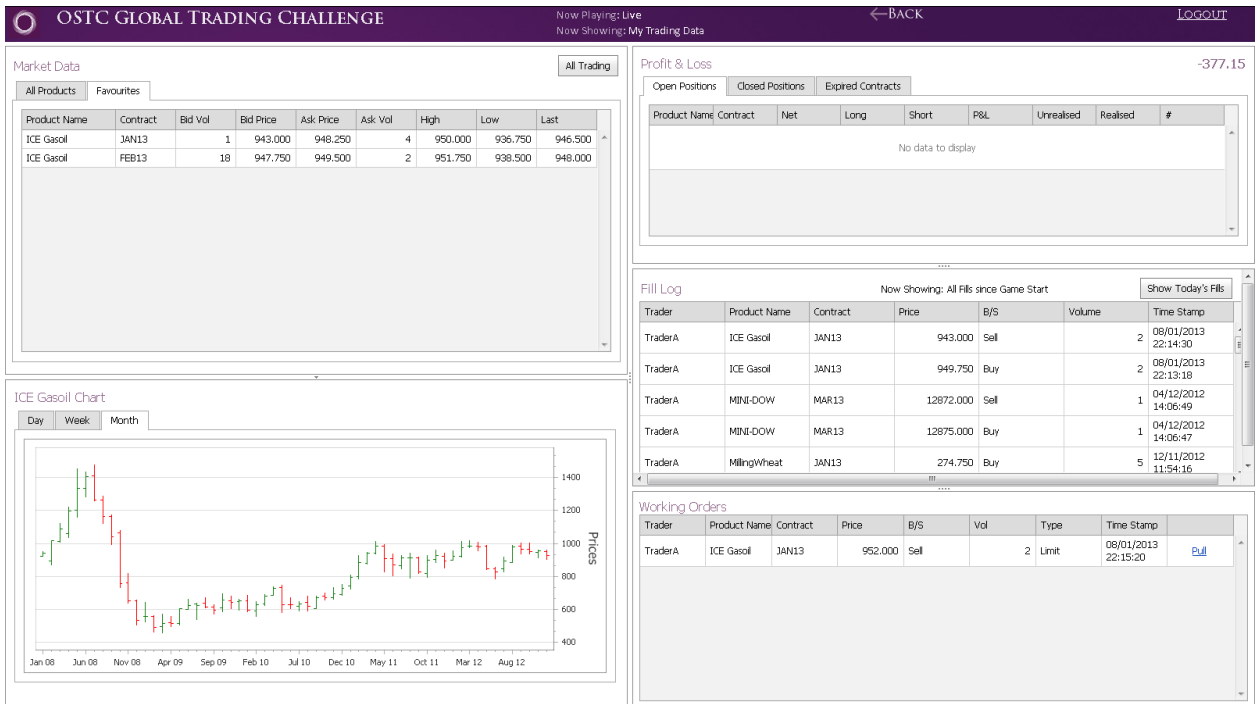 OSTC GLOBAL TRADING CHALLENGE
Now Playing: Live
Now Showing: My Trading Data
←BACK
LOGOUT
Market Data
All Trading
All Products Favourites
Product Name Contract Bid Vol Bid Price Ask Price Ask Vol High Low Last
ICE Gasoil JAN13 1 943.000 948.250 4 950.000 936.750 946.500
ICE Gasoil FEB13 18 947.750 949.500 2 951.750 938.500 948.000
ICE Gasoil Chart
Day Week Month
1400
1200
1000
800
600
400
Prices
Jan 08 Jun 08 Nov 08 Apr 09 Sep 09 Feb 10 Jul 10 Dec 10 May 11 Oct 11 Mar 12 Aug 12
Profit & Loss
-377.15
Open Positions Closed Positions Expired Contracts
Product Name Contract Net Long Short P&L Unrealised Realised #
No data to display
Fill Log
Now Showing: All Fills since Game Start
Show Today's Fills
Trader Product Name Contract Price B/S Volume Time Stamp
TraderA ICE Gasoil JAN13 943.000 Sell 2 08/01/2013
22:14:30
TraderA ICE Gasoil JAN13 949.750 Buy 2 08/01/2013
22:13:18
TraderA MINI-DOW MAR13 12872.000 Sell 1 04/12/2012
14:06:49
TraderA MINI-DOW MAR13 12875.000 Buy 1 04/12/2012
14:06:47
TraderA MillingWheat JAN13 274.750 Buy 5 12/11/2012
11:54:16
Working Orders
Trader Product Name Contract Price B/S Vol Type Time Stamp
TraderA ICE Gasoil JAN13 952.000 Sell 2 Limit 08/01/2013
22:15:20
Pull